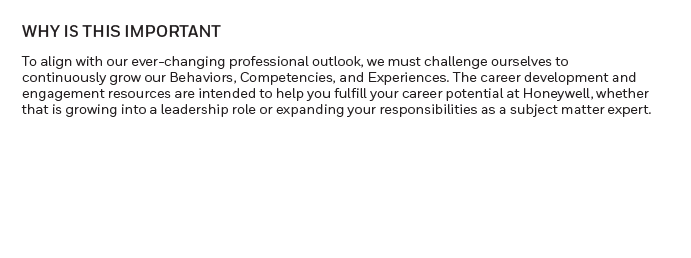 WHY IS THIS IMPORTANT
To align with our ever-changing professional outlook, we must challenge ourselves to
continuously grow our Behaviors, Competencies, and Experiences. The career development and
engagement resources are intended to help you fulfill your career potential at Honeywell, whether
that is growing into a leadership role or expanding your responsibilities as a subject matter expert.